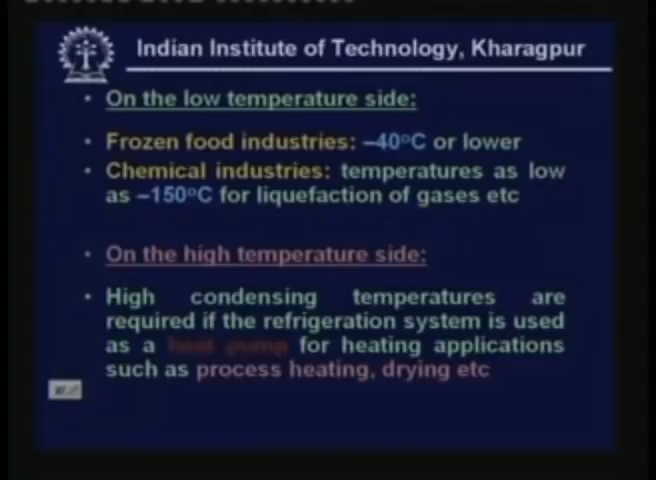 Indian Institute of Technology, Kharagpur
• On the low temperature side:
• Frozen food industries: –40°C or lower
• Chemical industries: temperatures as low
as –150°C for liquefaction of gases etc
• On the high temperature side:
• High condensing temperatures are
required if the refrigeration system is used
as a heat pump for heating applications
such as process heating, drying etc